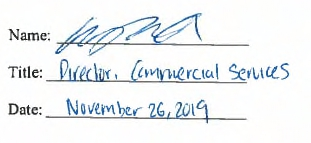 Name:
Title: Director, Commercial Services
Date: November 26, 2019